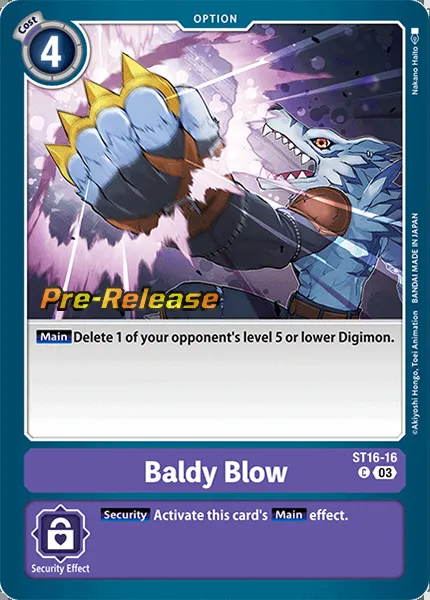 OPTION
Cost
4
Nakano Haito
Pre-Release
©Akiyoshi Hongo, Toei Animation BANDAI MADE IN JAPAN
Main Delete 1 of your opponent's level 5 or lower Digimon.
ST16-16
Baldy Blow
C 03
Security Activate this card's Main effect.
Security Effect